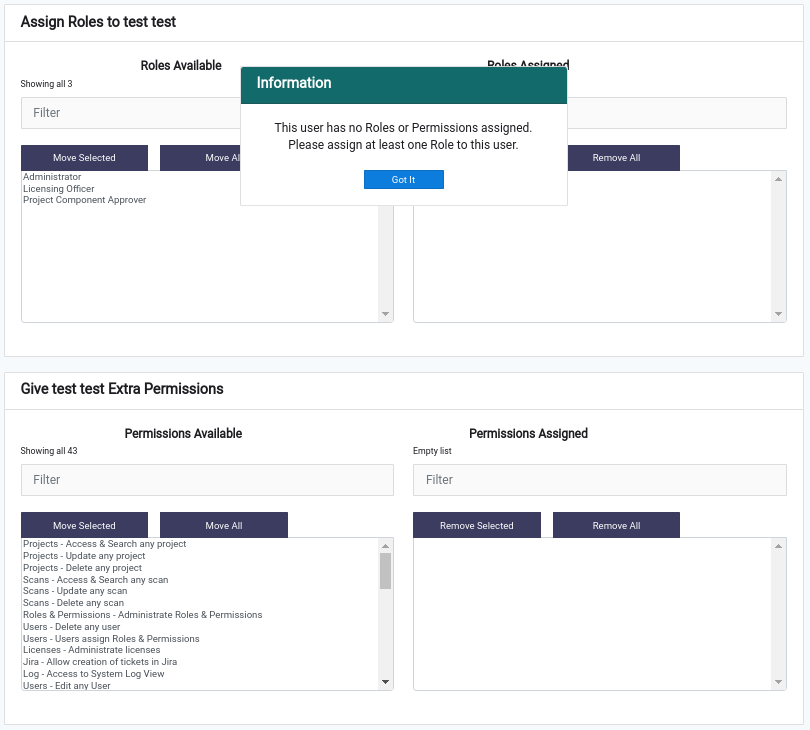 Assign Roles to test test
Roles Available
Roles Assigned
Showing all 3
Filter
Move Selected
Move Al
Remove All
Administrator
Licensing Officer
Project Component Approver
Information
This user has no Roles or Permissions assigned.
Please assign at least one Role to this user.
Got It
Give test test Extra Permissions
Permissions Available
Permissions Assigned
Showing all 43
Empty list
Filter
Filter
Move Selected
Move All
Remove Selected
Remove All
Projects - Access & Search any project
Projects - Update any project
Projects - Delete any project
Scans - Access & Search any scan
Scans - Update any scan
Scans - Delete any scan
Roles & Permissions - Administrate Roles & Permissions
Users - Delete any user
Users - Users assign Roles & Permissions
Licenses - Administrate licenses
Jira - Allow creation of tickets in Jira
Log - Access to System Log View
Users - Edit any User